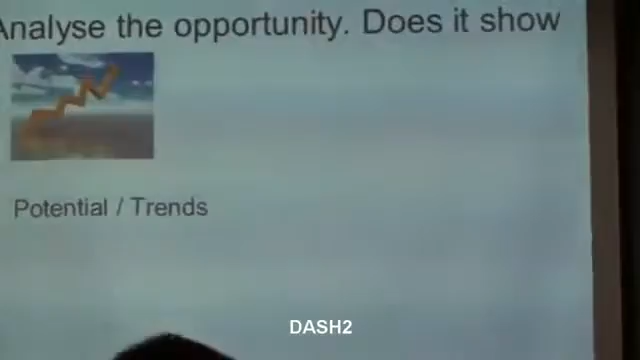 Analyse the opportunity. Does it show
Potential / Trends
DASH2